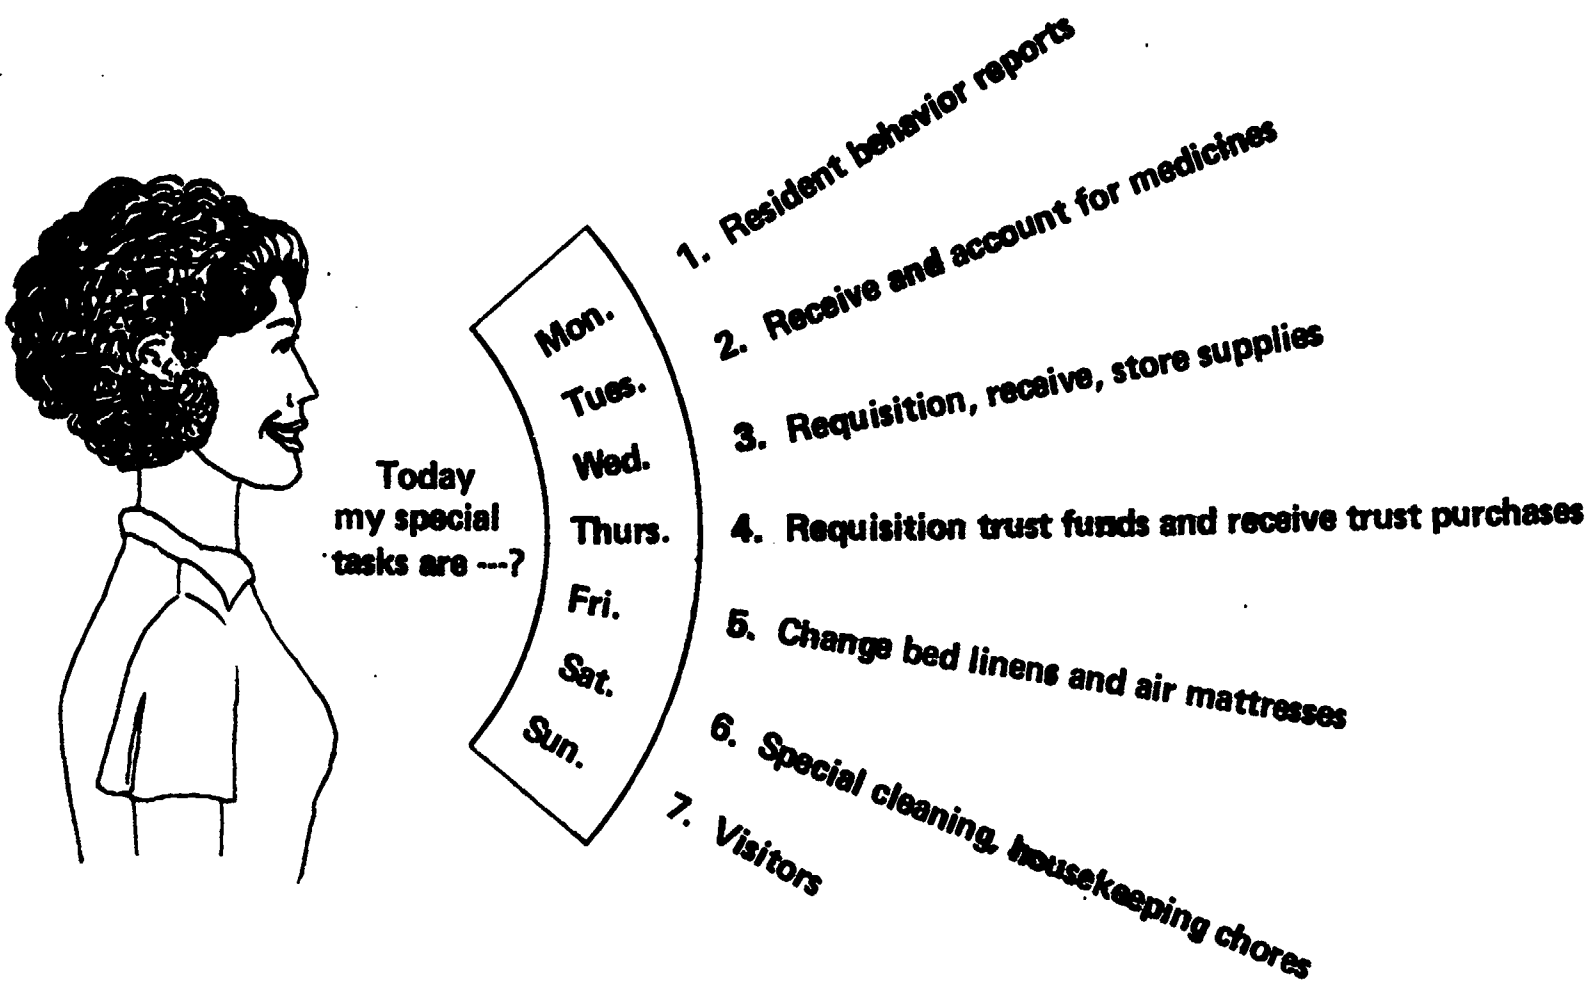 Today
my special
tasks are ---?
Mon.
Tues.
Wed.
Thurs.
Fri.
Sat.
Sun.
1. Resident behavior reports
2. Receive and account for medicines
3. Requisition, receive, store supplies
4. Requisition trust funds and receive trust purchases
5. Change bed linens and air mattresses
6. Special cleaning, housekeeping chores
7. Visitors